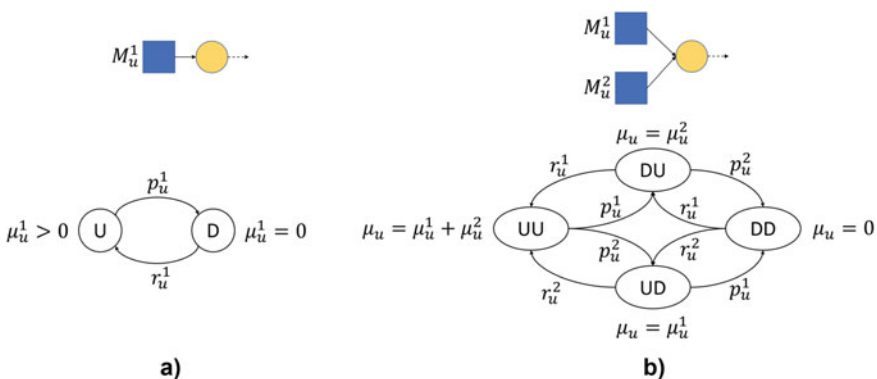 M_u^1
μ_u^1 > 0
U
p_u^1
r_u^1
D
μ_u^1 = 0
a)
M_u^1
M_u^2
μ_u = μ_u^2
DU
r_u^1
p_u^2
μ_u = μ_u^1 + μ_u^2
UU
p_u^1
r_u^1
p_u^2
r_u^2
DD
μ_u = 0
r_u^2
UD
p_u^1
μ_u = μ_u^1
b)